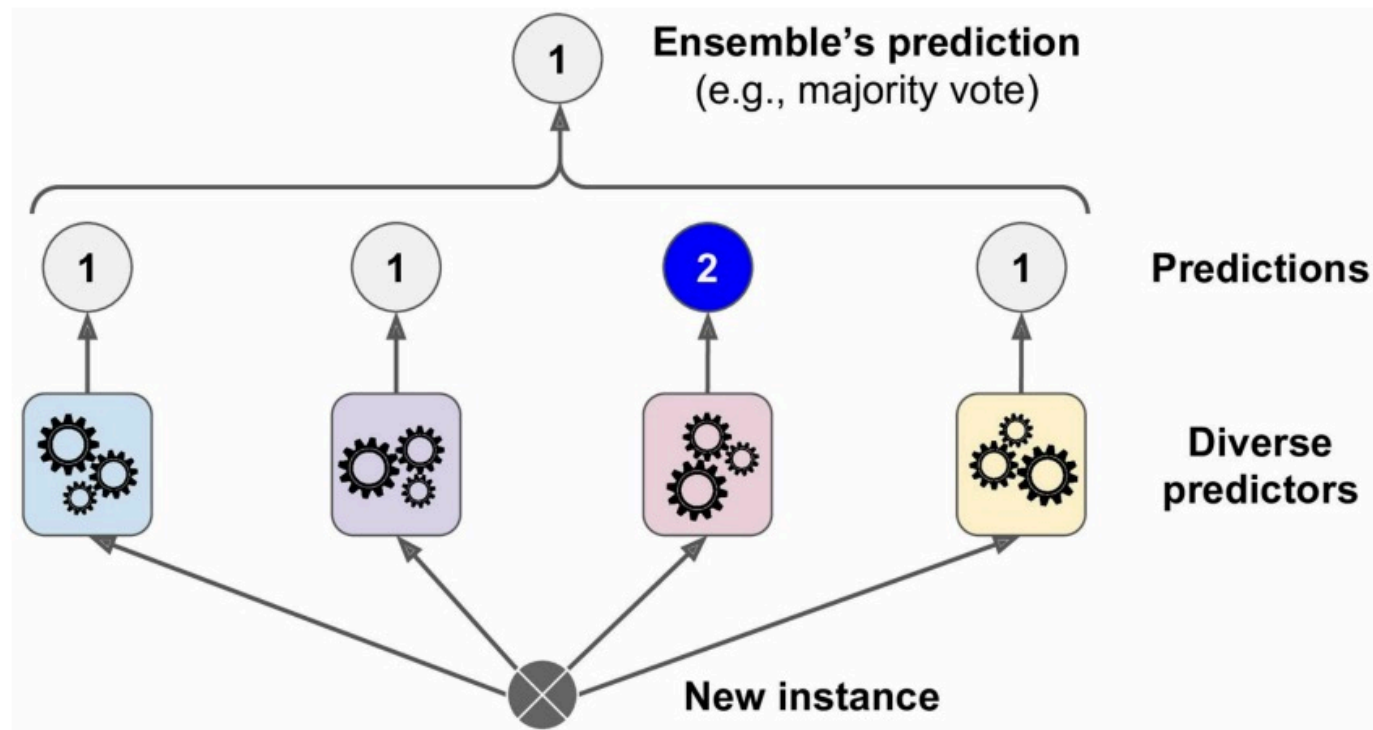 1
Ensemble's prediction
(e.g., majority vote)
1
1
2
1
Predictions
Diverse
predictors
New instance